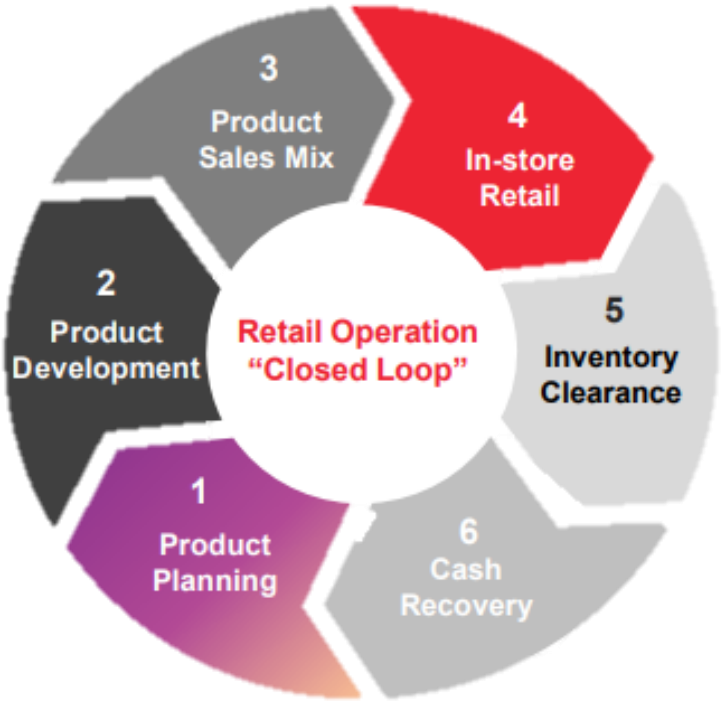 Retail Operation
“Closed Loop”
1
Product
Planning
2
Product
Development
3
Product
Sales Mix
4
In-store
Retail
5
Inventory
Clearance
6
Cash
Recovery